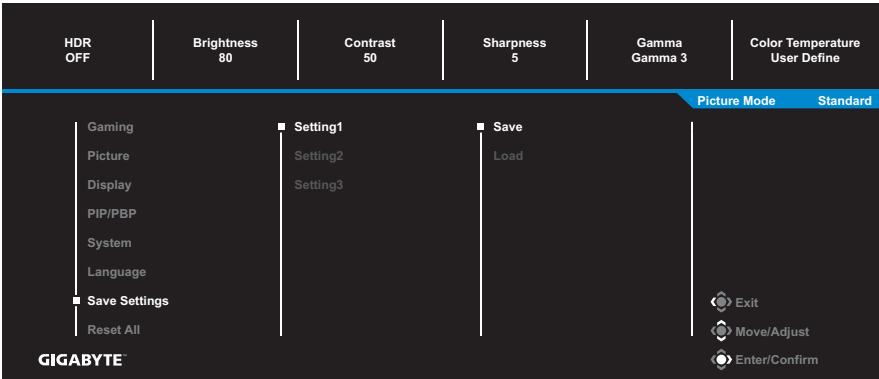 HDR
OFF
Brightness
80
Contrast
50
Sharpness
5
Gamma
Gamma 3
Color Temperature
User Define
Picture Mode Standard
Gaming Setting1 Save
Picture Setting2 Load
Display Setting3
PIP/PBP
System
Language
Save Settings
Exit
Reset All
Move/Adjust
GIGABYTE™
Enter/Confirm